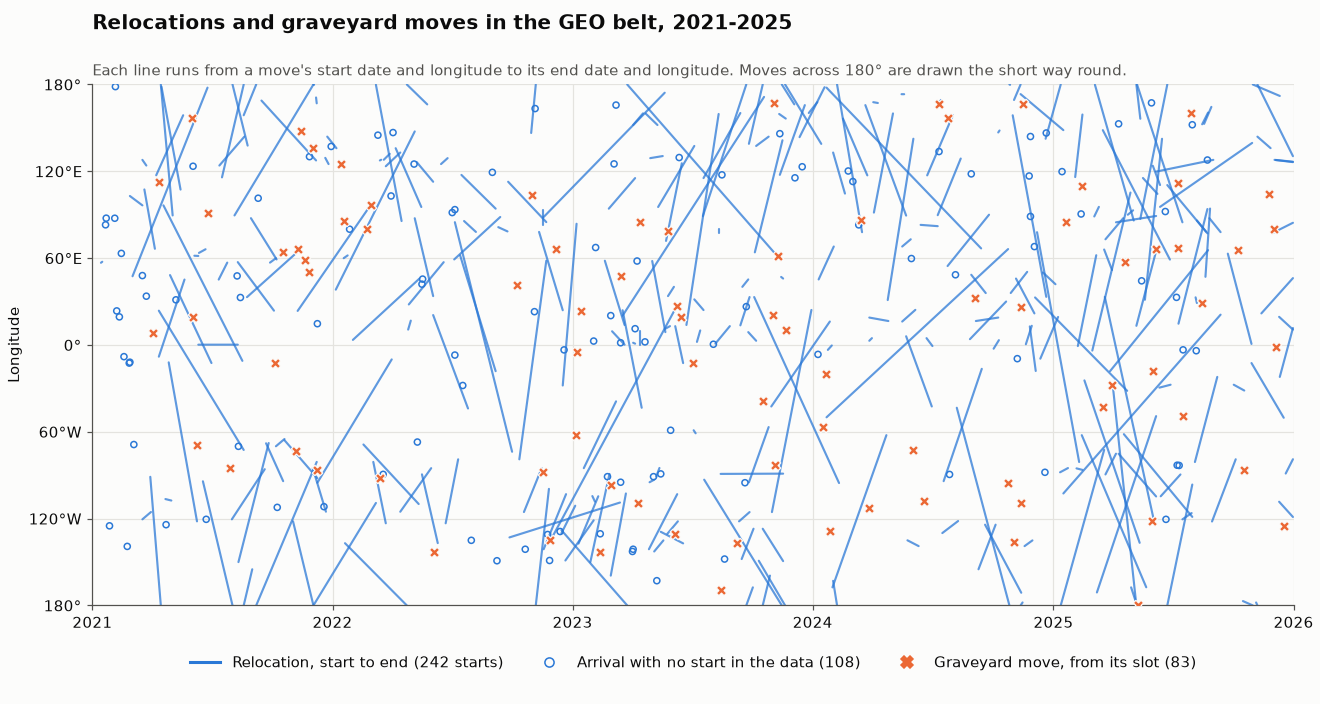 Relocations and graveyard moves in the GEO belt, 2021-2025
Each line runs from a move's start date and longitude to its end date and longitude. Moves across 180° are drawn the short way round.
180°
120°E
60°E
0°
60°W
120°W
180°
Longitude
2021 2022 2023 2024 2025 2026
Relocation, start to end (242 starts) Arrival with no start in the data (108) Graveyard move, from its slot (83)